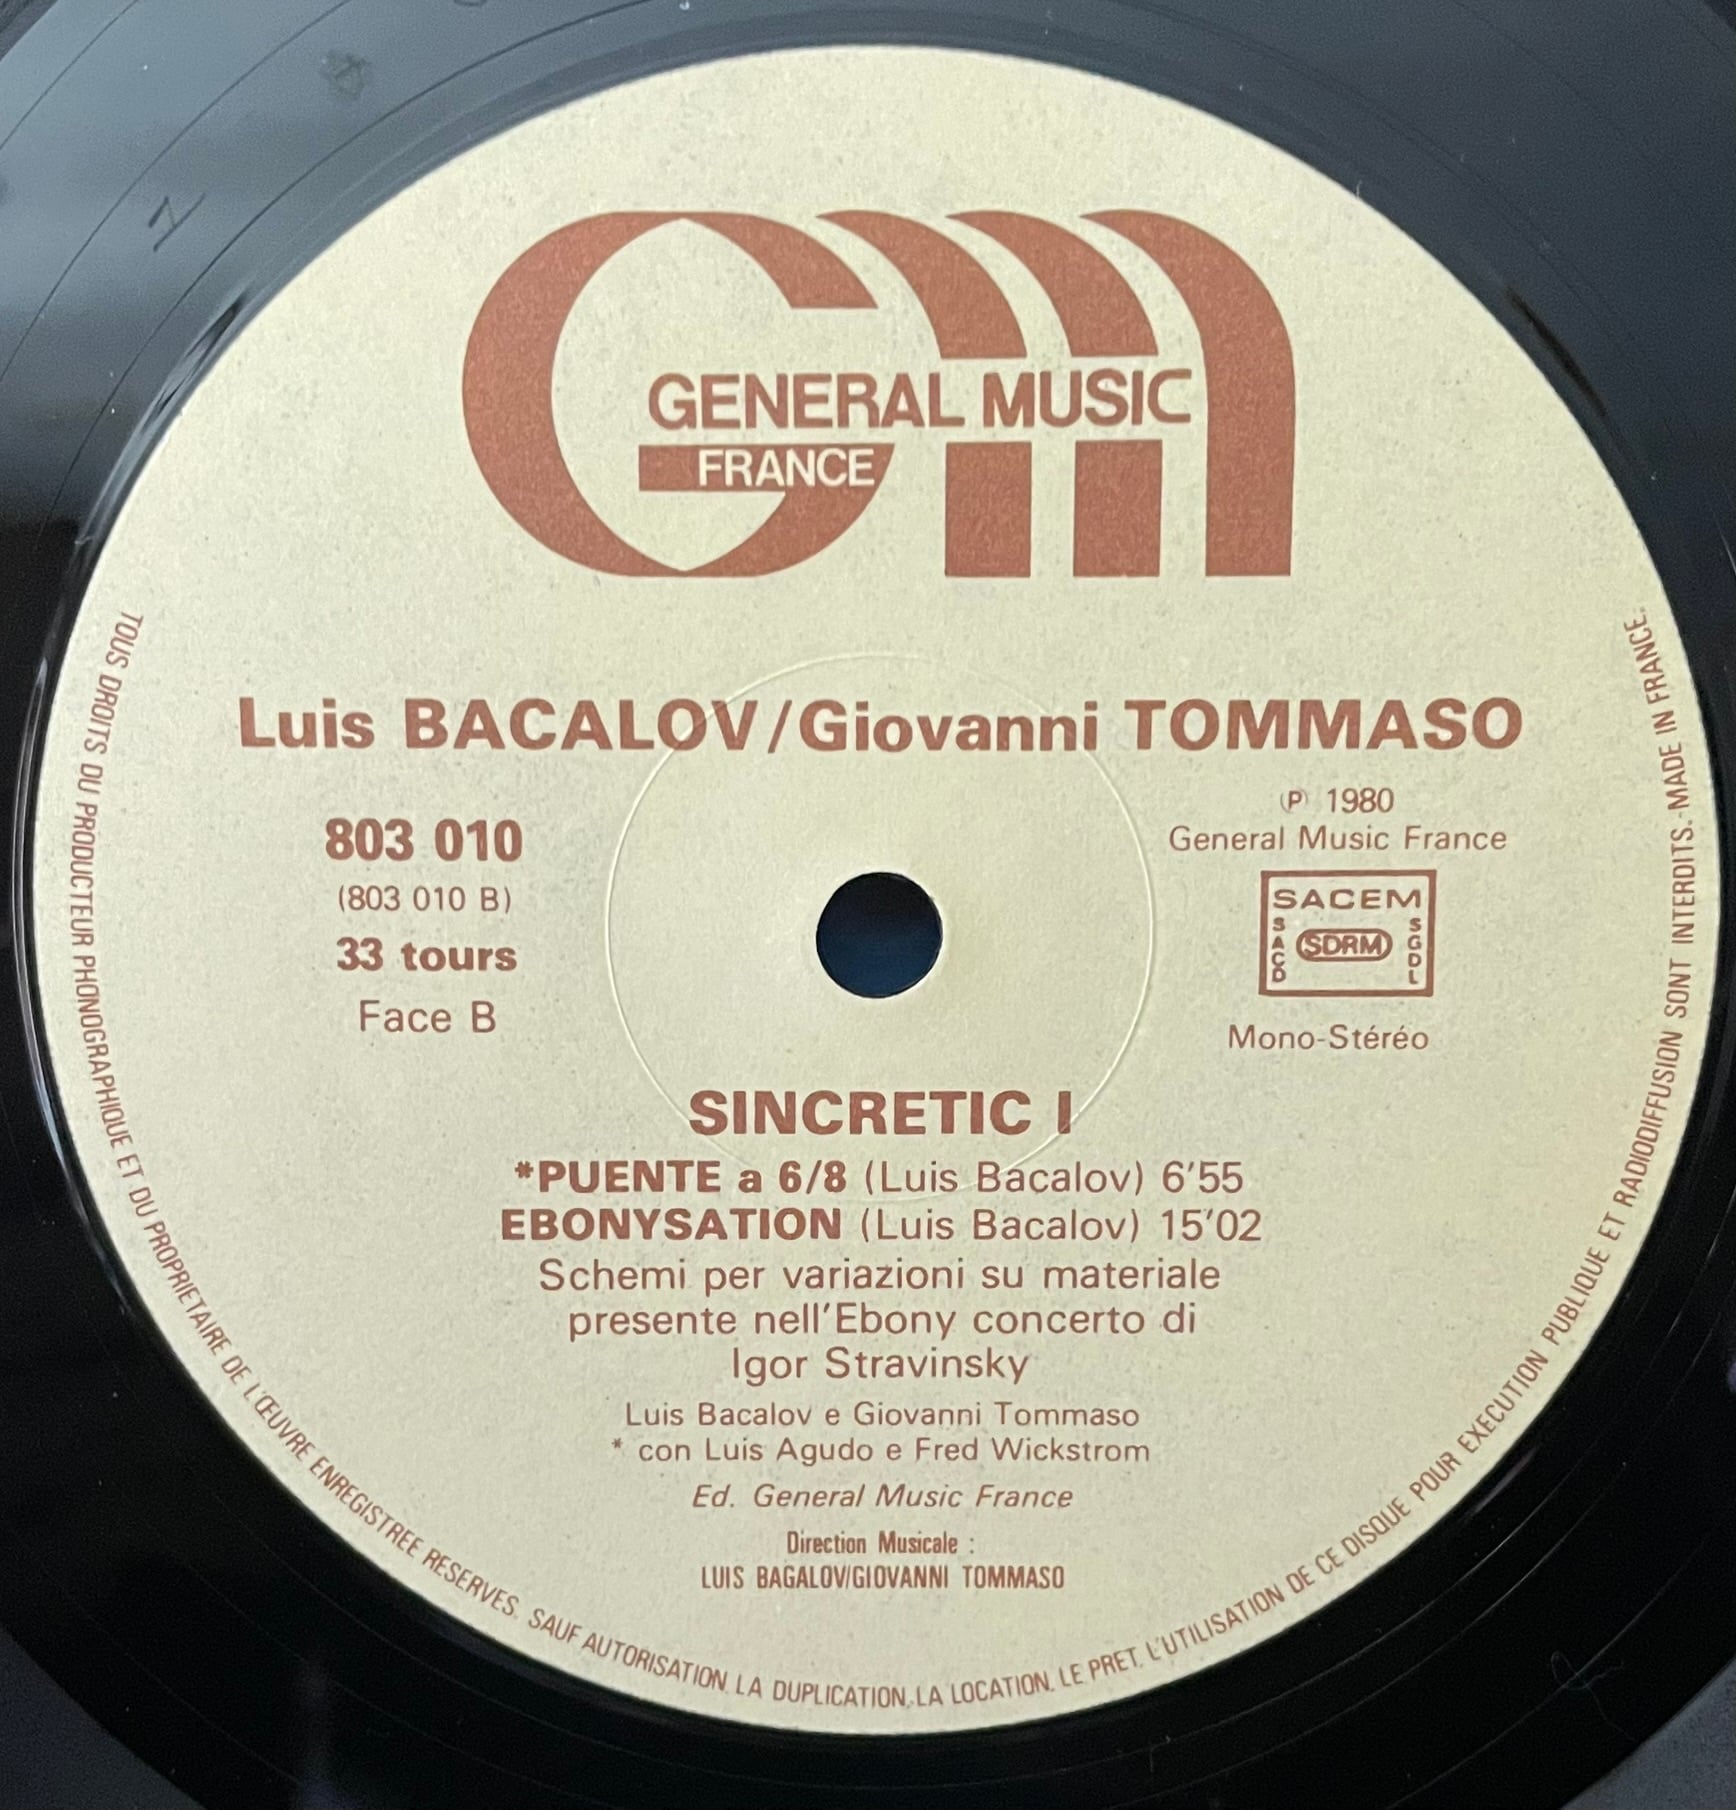 GENERAL MUSIC
FRANCE
Luis BACALOV/Giovanni TOMMASO
803 010
(803 010 B)
33 tours
Face B
℗ 1980
General Music France
SACEM
SACD
SDRM
SGDL
Mono-Stéréo
SINCRETIC I
*PUENTE a 6/8 (Luis Bacalov) 6'55
EBONYSATION (Luis Bacalov) 15'02
Schemi per variazioni su materiale
presente nell'Ebony concerto di
Igor Stravinsky
Luis Bacalov e Giovanni Tommaso
* con Luis Agudo e Fred Wickstrom
Ed. General Music France
Direction Musicale :
LUIS BAGALOV/GIOVANNI TOMMASO
TOUS DROITS DU PRODUCTEUR PHONOGRAPHIQUE ET DU PROPRIETAIRE DE L'ŒUVRE ENREGISTREE RESERVES. SAUF AUTORISATION, LA DUPLICATION, LA LOCATION, LE PRET, L'UTILISATION DE CE DISQUE POUR EXECUTION PUBLIQUE ET RADIODIFFUSION SONT INTERDITS.-MADE IN FRANCE.